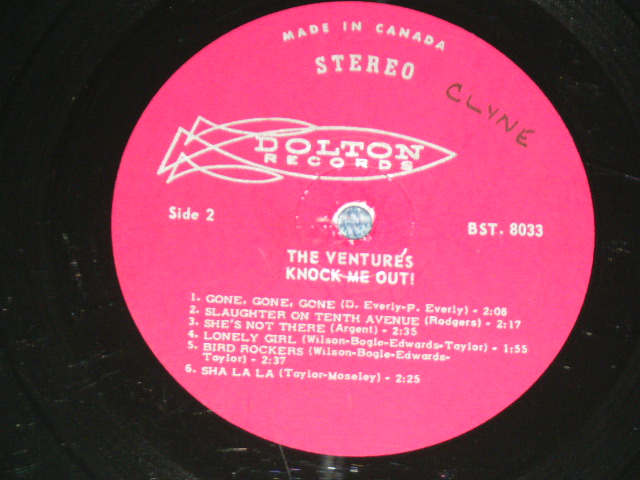 MADE IN CANADA
STEREO
CLYNE
DOLTON
RECORDS
Side 2
BST. 8033
THE VENTURES
KNOCK ME OUT!
1. GONE, GONE, GONE (D. Everly-P. Everly) - 2:08
2. SLAUGHTER ON TENTH AVENUE (Rodgers) - 2:17
3. SHE'S NOT THERE (Argent) - 2:35
4. LONELY GIRL (Wilson-Bogle-Edwards-Taylor) - 1:55
5. BIRD ROCKERS (Wilson-Bogle-Edwards-
Taylor) - 2:37
6. SHA LA LA (Taylor-Moseley) - 2:25